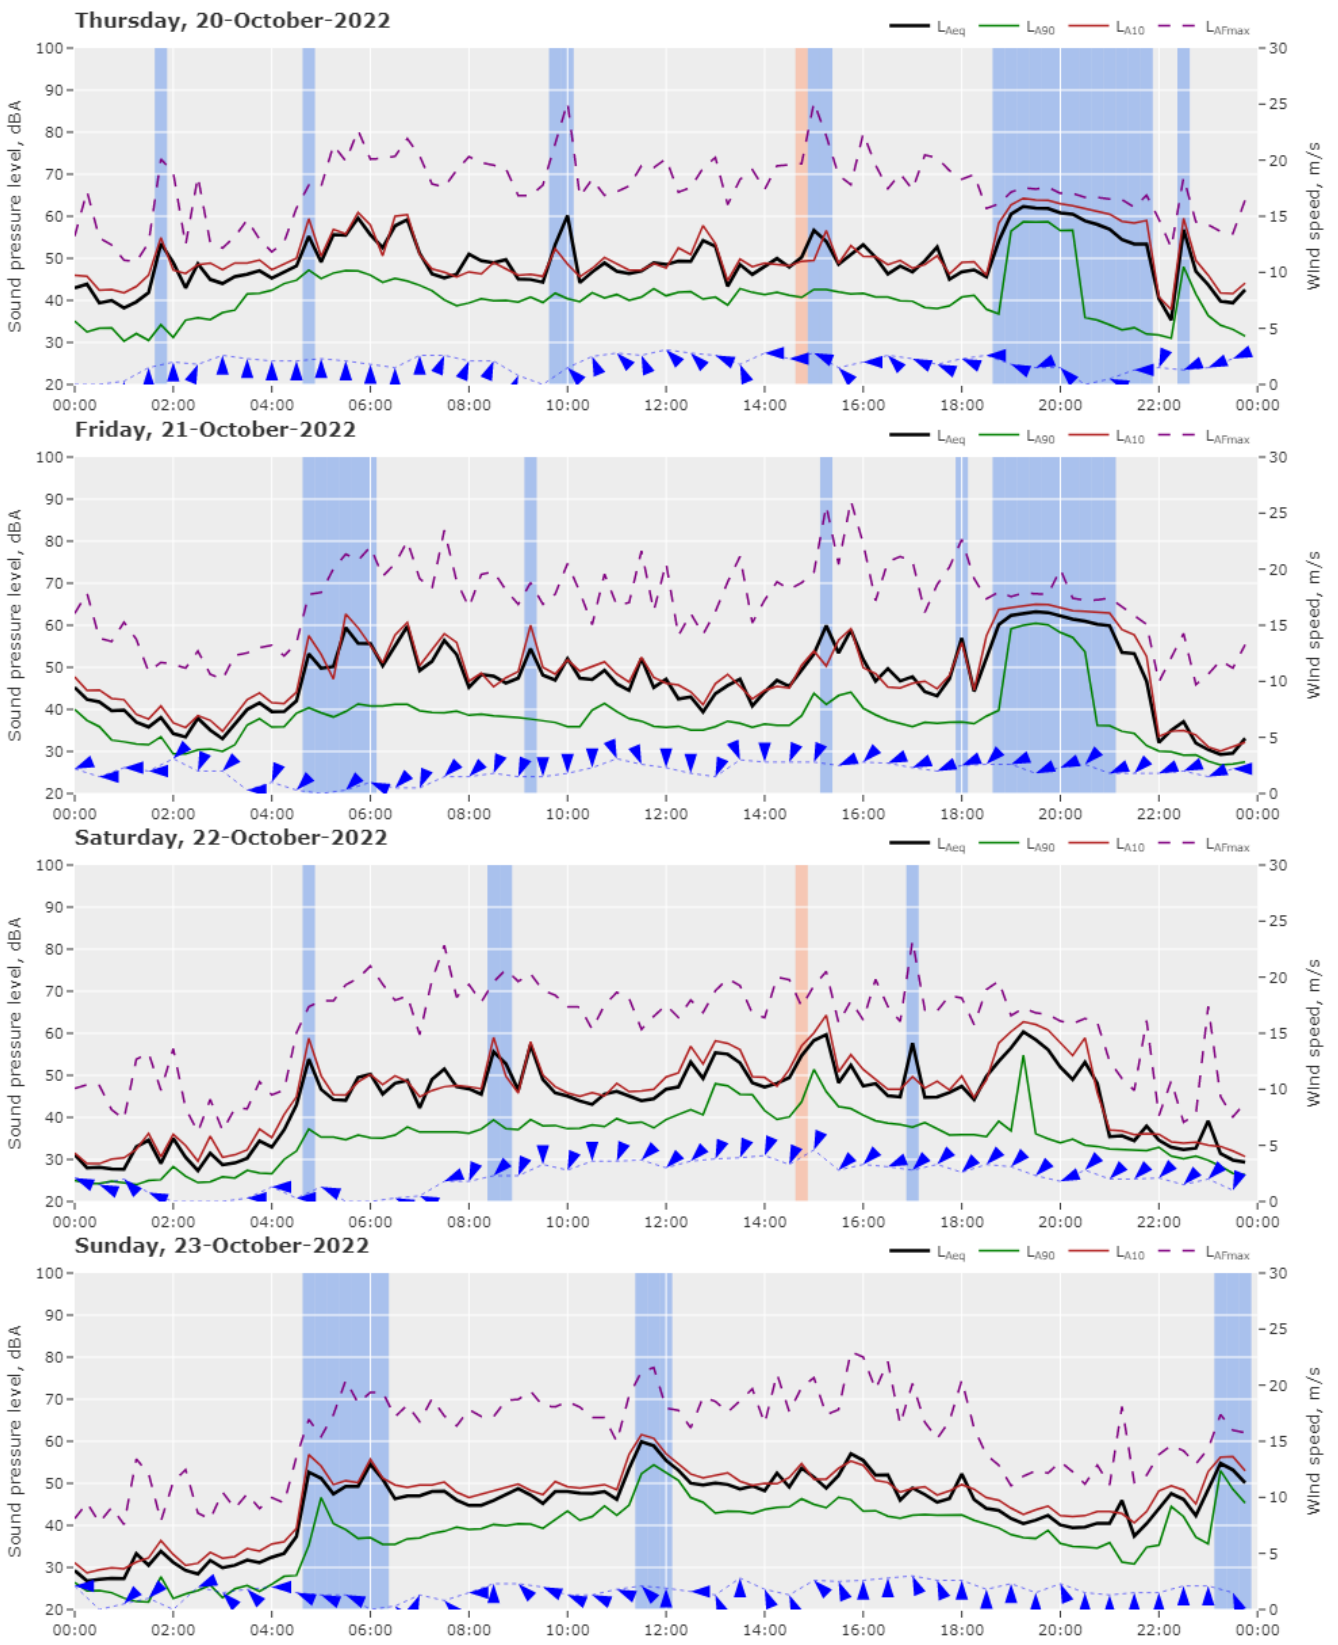 Thursday, 20-October-2022
LAeq LA90 LA10 LAFmax
Sound pressure level, dBA
100 90 80 70 60 50 40 30 20
30 25 20 15 10 5 0
Wind speed, m/s
00:00 02:00 04:00 06:00 08:00 10:00 12:00 14:00 16:00 18:00 20:00 22:00 00:00
Friday, 21-October-2022
LAeq LA90 LA10 LAFmax
Sound pressure level, dBA
100 90 80 70 60 50 40 30 20
30 25 20 15 10 5 0
Wind speed, m/s
00:00 02:00 04:00 06:00 08:00 10:00 12:00 14:00 16:00 18:00 20:00 22:00 00:00
Saturday, 22-October-2022
LAeq LA90 LA10 LAFmax
Sound pressure level, dBA
100 90 80 70 60 50 40 30 20
30 25 20 15 10 5 0
Wind speed, m/s
00:00 02:00 04:00 06:00 08:00 10:00 12:00 14:00 16:00 18:00 20:00 22:00 00:00
Sunday, 23-October-2022
LAeq LA90 LA10 LAFmax
Sound pressure level, dBA
100 90 80 70 60 50 40 30 20
30 25 20 15 10 5 0
Wind speed, m/s
00:00 02:00 04:00 06:00 08:00 10:00 12:00 14:00 16:00 18:00 20:00 22:00 00:00